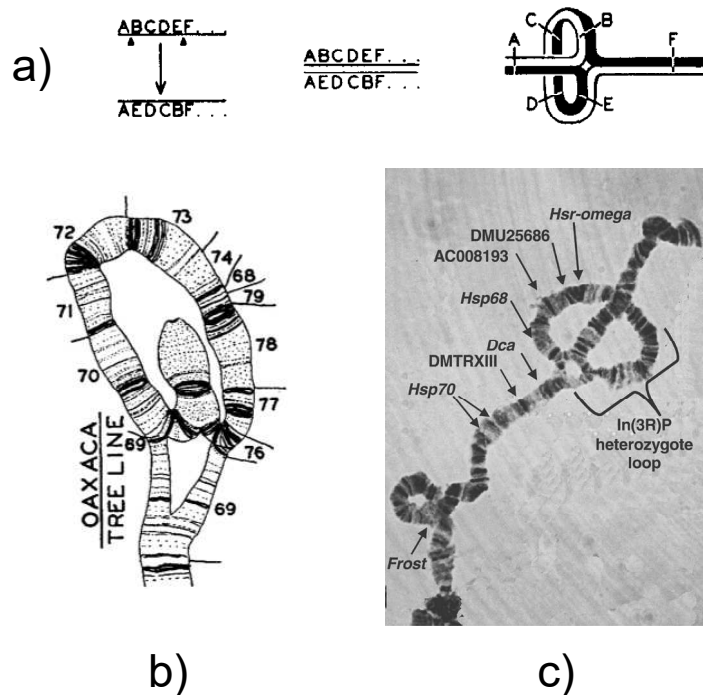 a)
ABCDEF. . .
AEDCBF. . .
ABCDEF. . .
AEDCBF. . .
A
C
B
F
D
E
72
73
74
68
79
71
78
70
77
69
76
69
OAXACA
TREE LINE
b)
Hsr-omega
DMU25686
AC008193
Hsp68
Dca
DMTRXIII
Hsp70
In(3R)P
heterozygote
loop
Frost
c)